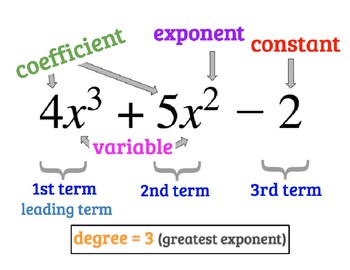 coefficient
exponent
constant
4x³ + 5x² − 2
variable
1st term
2nd term
3rd term
leading term
degree = 3 (greatest exponent)